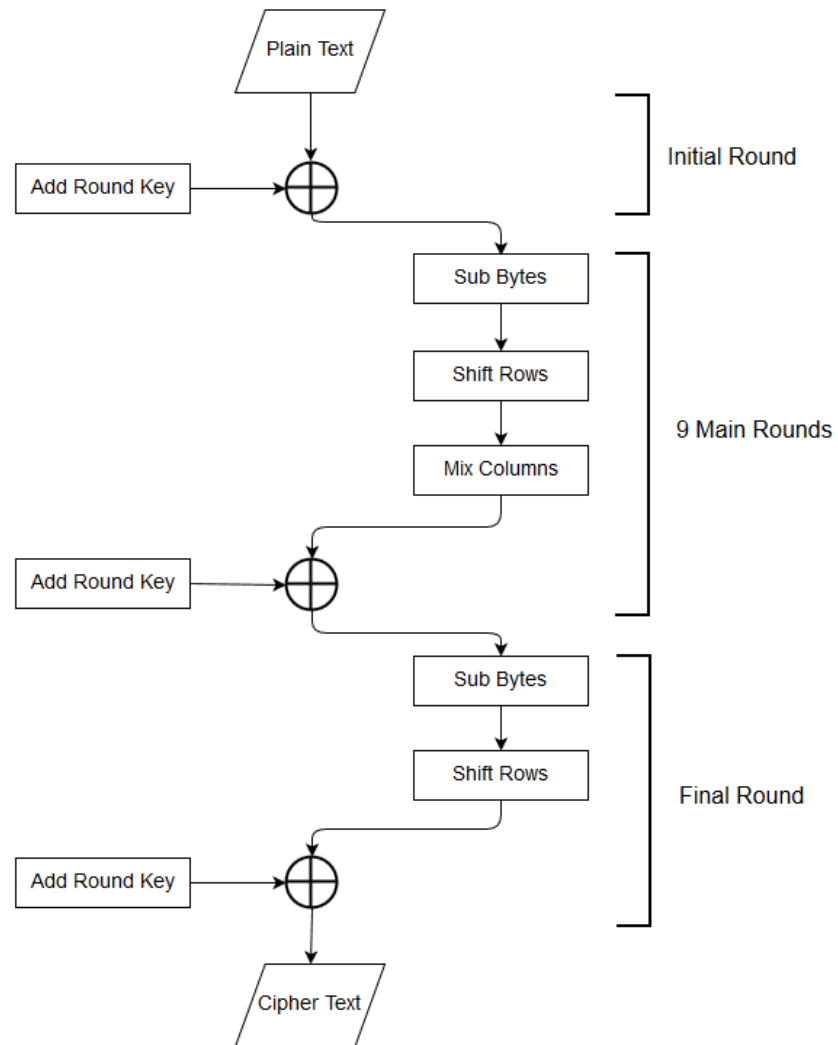 Plain Text
Initial Round
Add Round Key
Sub Bytes
Shift Rows
9 Main Rounds
Mix Columns
Add Round Key
Sub Bytes
Shift Rows
Final Round
Add Round Key
Cipher Text